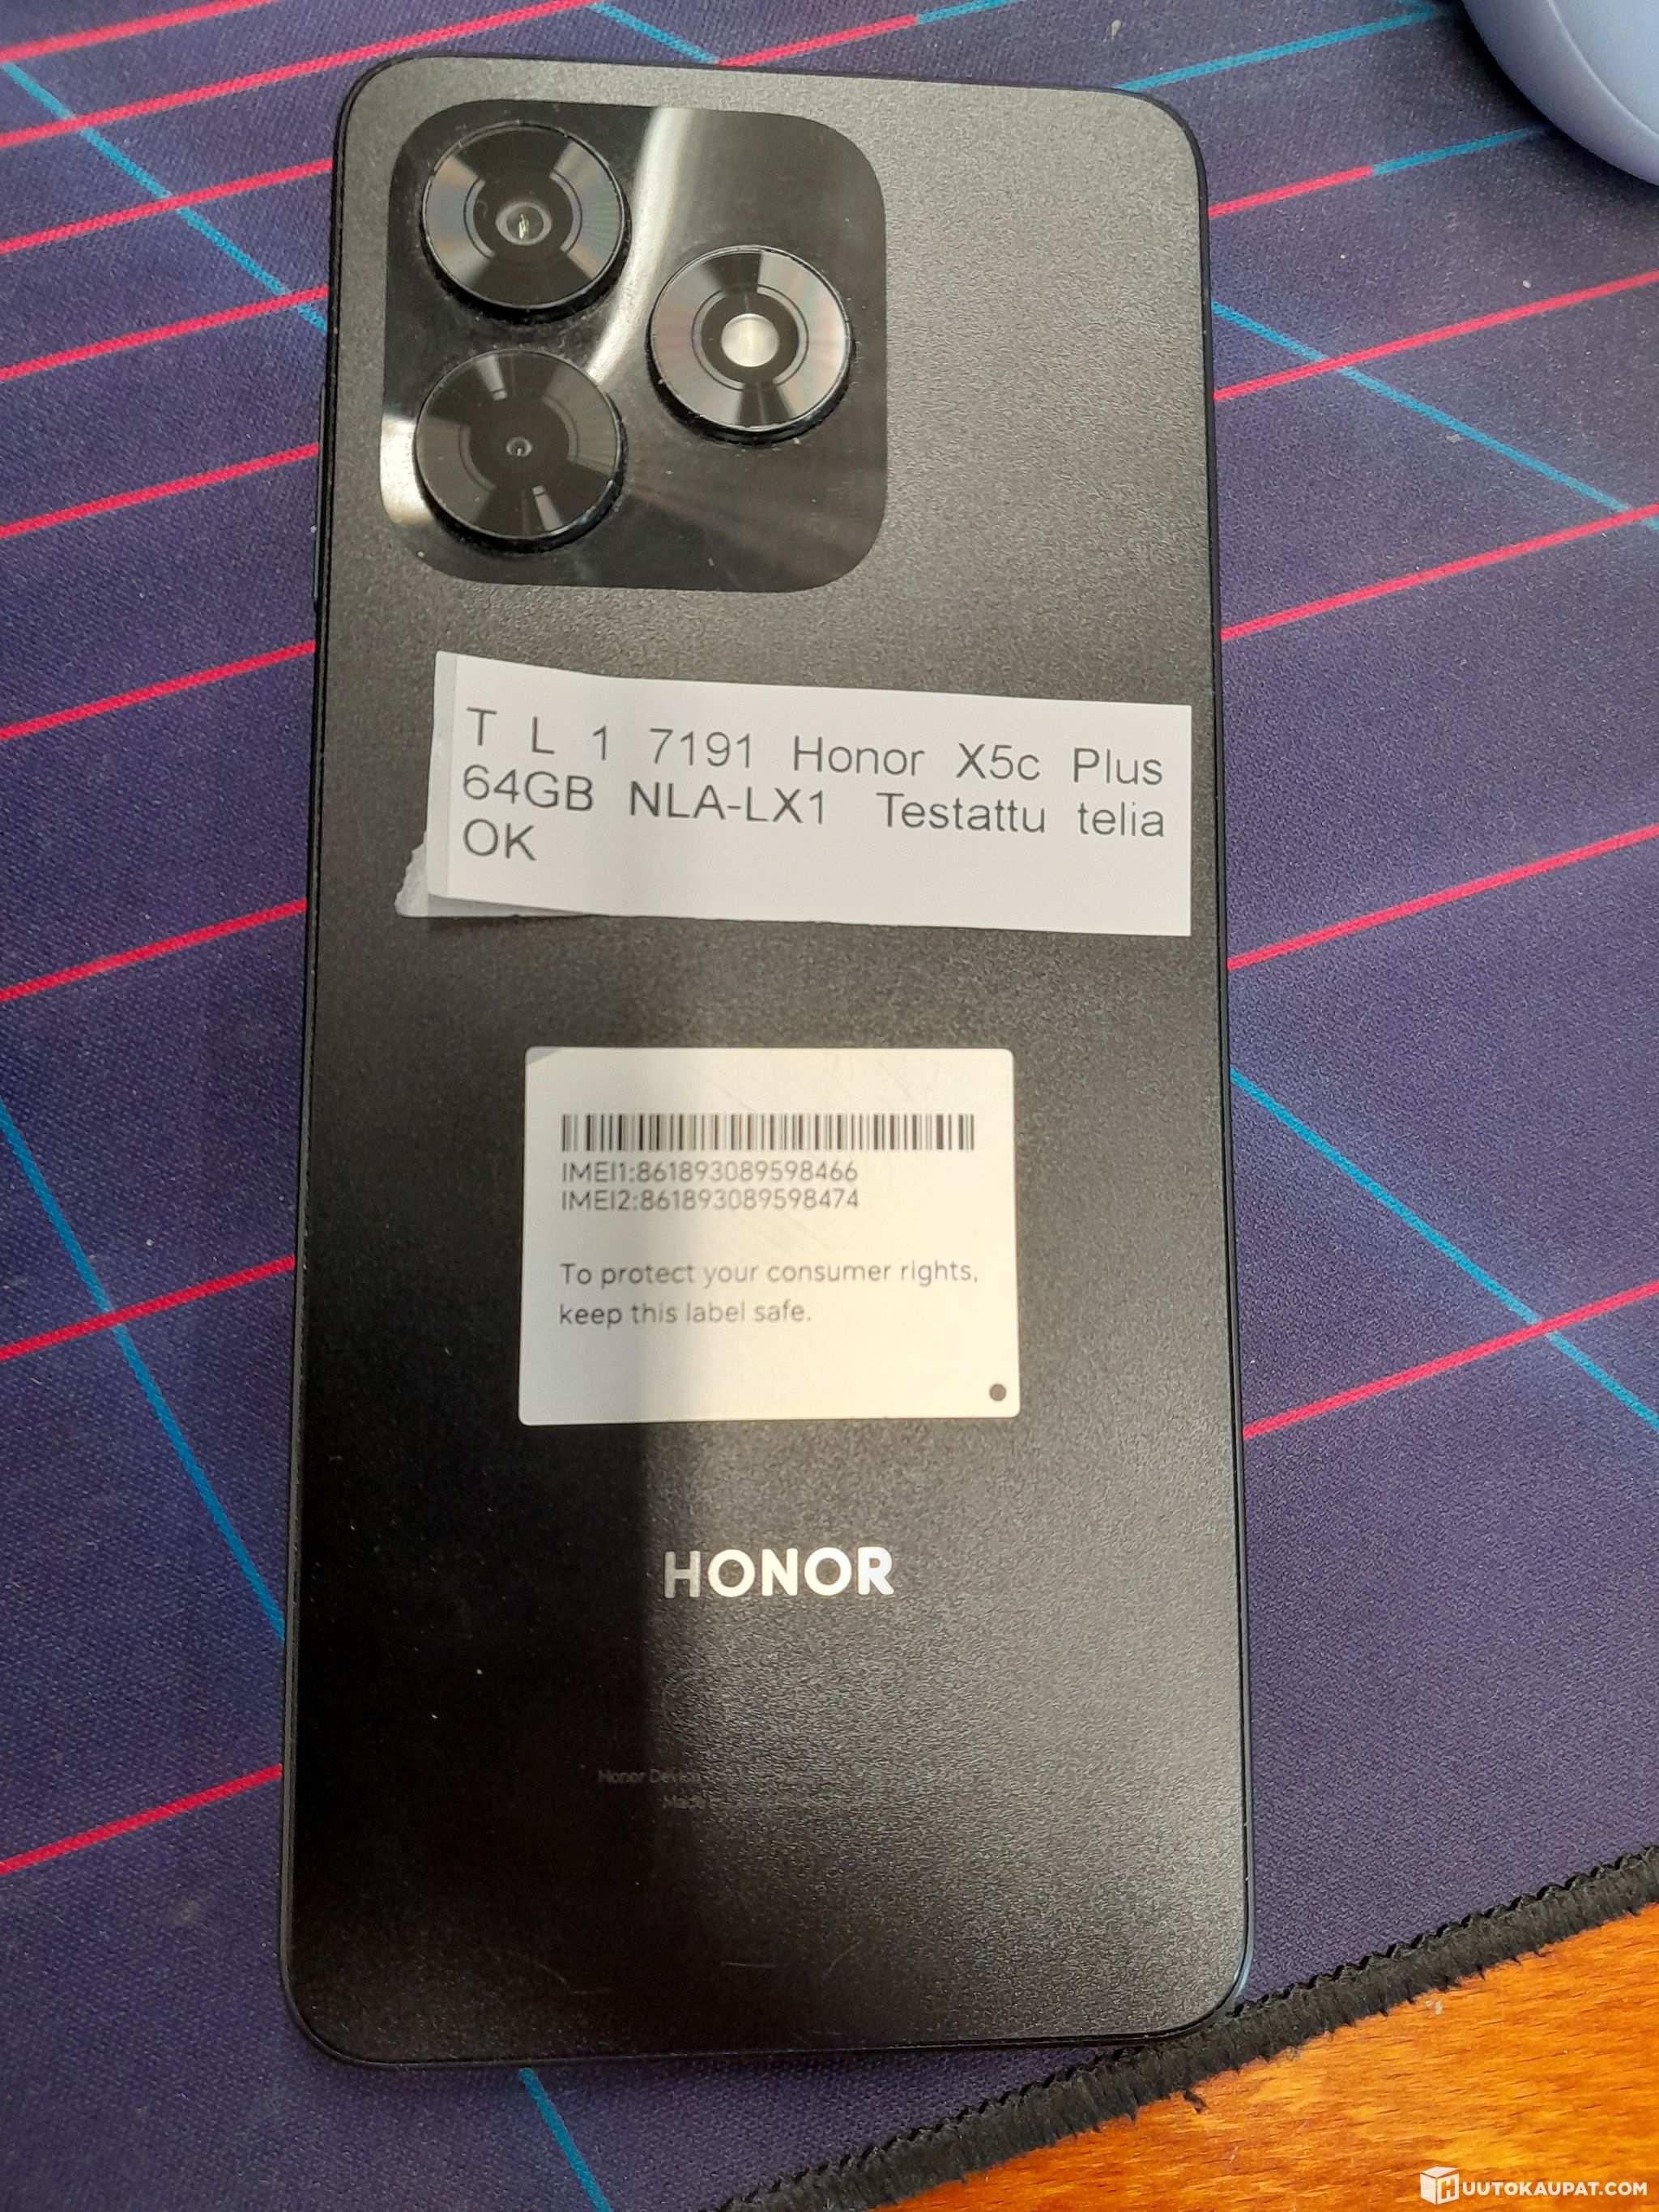 T L 1 7191 Honor X5c Plus
64GB NLA-LX1 Testattu telia
OK
IMEI1:861893089598466
IMEI2:861893089598474
To protect your consumer rights,
keep this label safe.
HONOR
Honor
HUUTOKAUPAT.COM